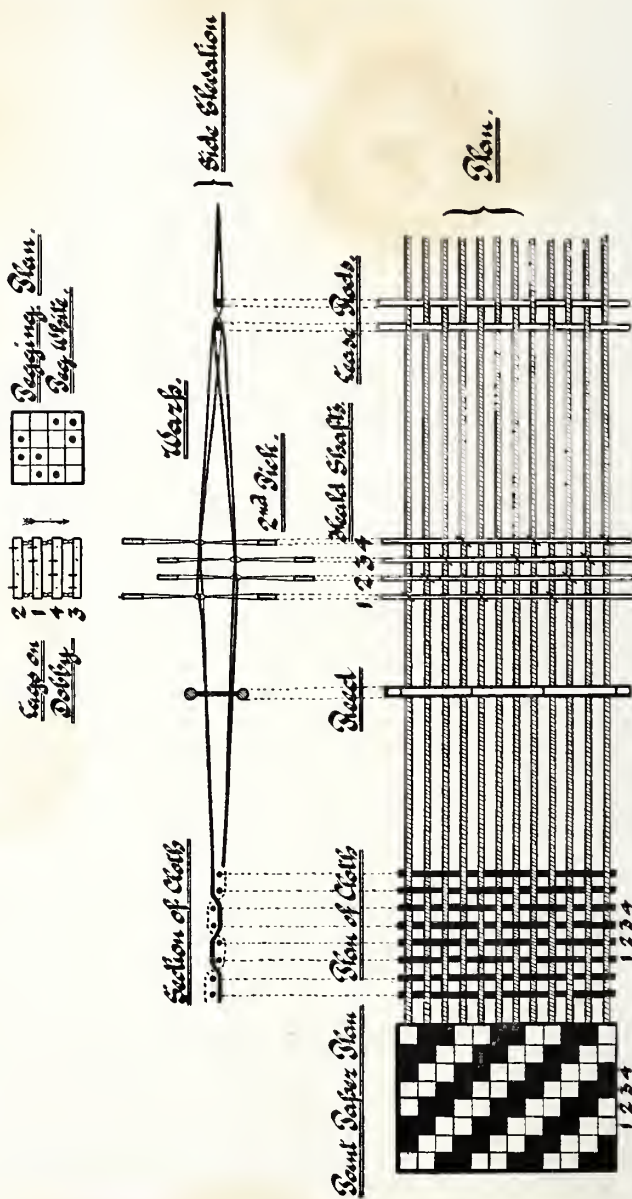 Lags on
Dobby
2
1
4
3
Pegging Plan.
Peg White.
Section of Cloth
Warp.
2nd Pick.
Side Elevation
Point Paper Plan
Plan of Cloth
Reed
Heald Shafts.
Lease Rods.
Plan.
1 2 3 4
1 2 3 4
1 2 3 4